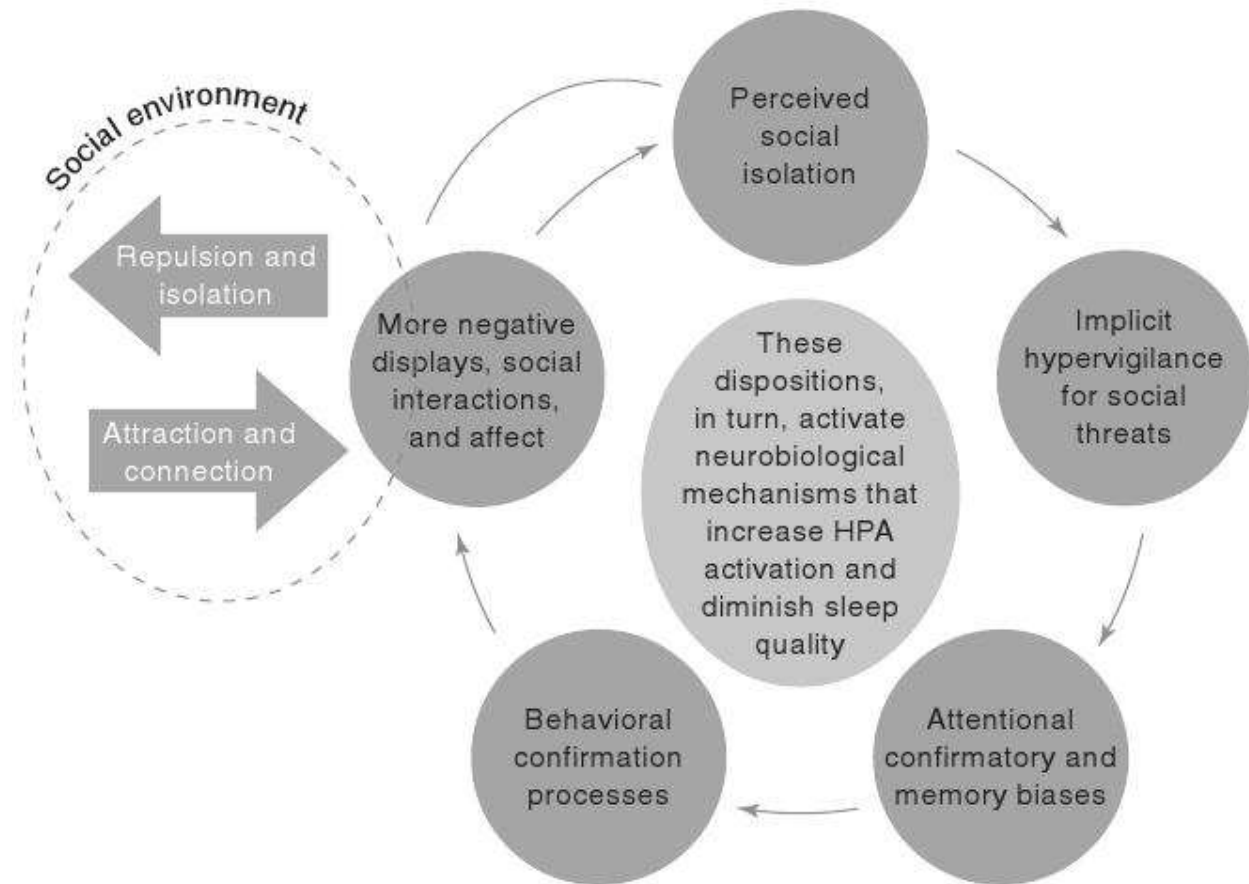 Social environment
Repulsion and
isolation
Attraction and
connection
Perceived
social
isolation
Implicit
hypervigilance
for social
threats
Attentional
confirmatory and
memory biases
Behavioral
confirmation
processes
More negative
displays, social
interactions,
and affect
These
dispositions,
in turn, activate
neurobiological
mechanisms that
increase HPA
activation and
diminish sleep
quality